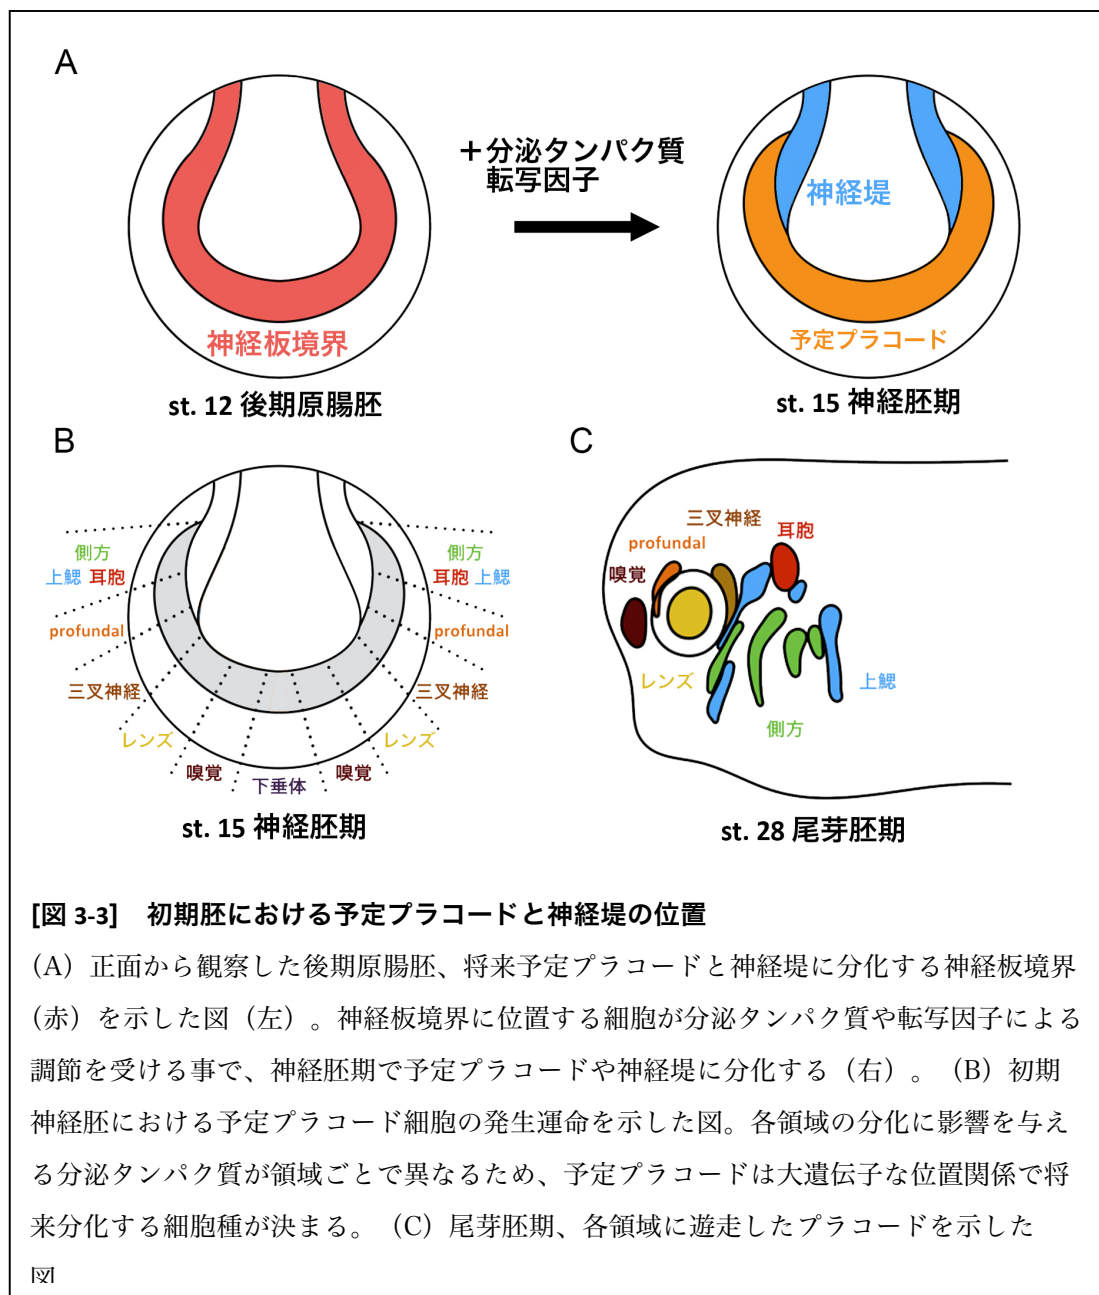 A
＋分泌タンパク質
転写因子
神経堤
神経板境界
予定プラコード
st. 12 後期原腸胚
st. 15 神経胚期
B
側方
上鰓 耳胞
profundal
三叉神経
レンズ
嗅覚
下垂体
嗅覚
レンズ
三叉神経
profundal
耳胞 上鰓
側方
st. 15 神経胚期
C
三叉神経
耳胞
profundal
嗅覚
レンズ
上鰓
側方
st. 28 尾芽胚期
[図 3-3]　初期胚における予定プラコードと神経堤の位置
（A）正面から観察した後期原腸胚、将来予定プラコードと神経堤に分化する神経板境界
（赤）を示した図（左）。神経板境界に位置する細胞が分泌タンパク質や転写因子による
調節を受ける事で、神経胚期で予定プラコードや神経堤に分化する（右）。（B）初期
神経胚における予定プラコード細胞の発生運命を示した図。各領域の分化に影響を与え
る分泌タンパク質が領域ごとで異なるため、予定プラコードは大遺伝子な位置関係で将
来分化する細胞種が決まる。（C）尾芽胚期、各領域に遊走したプラコードを示した
図